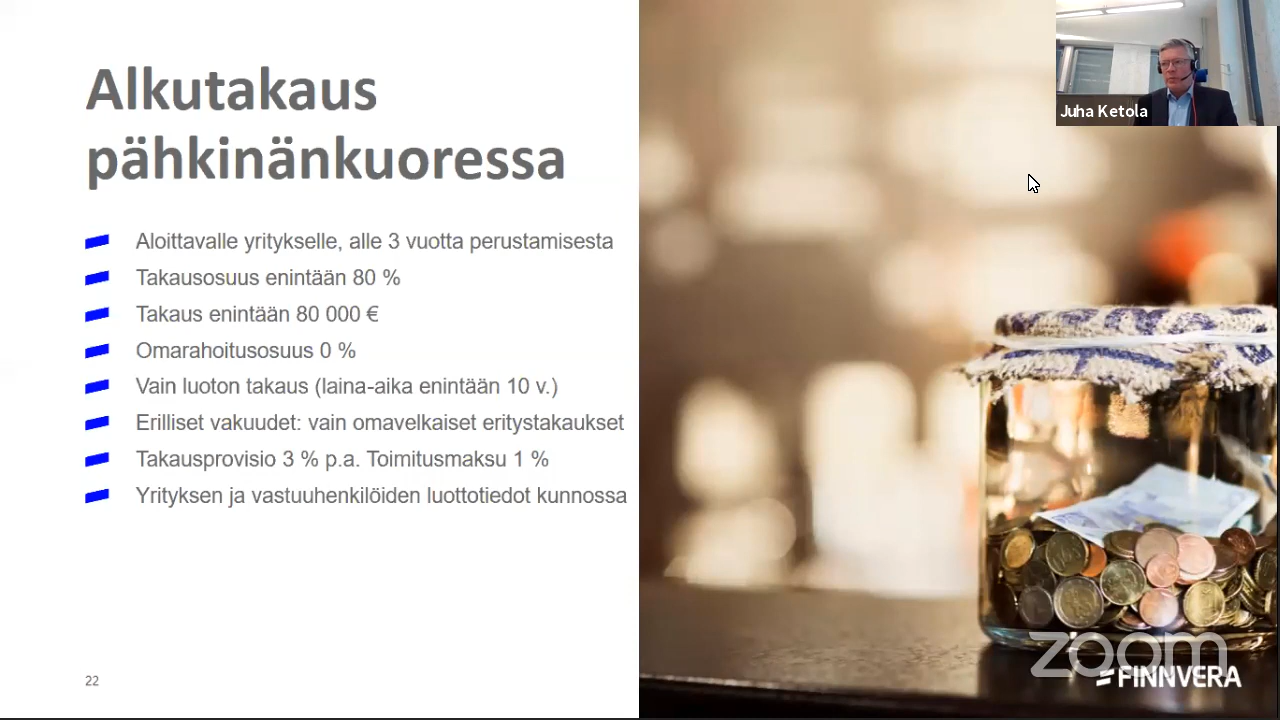 Alkutakaus
pähkinänkuoressa
Aloittavalle yritykselle, alle 3 vuotta perustamisesta
Takausosuus enintään 80 %
Takaus enintään 80 000 €
Omarahoitusosuus 0 %
Vain luoton takaus (laina-aika enintään 10 v.)
Erilliset vakuudet: vain omavelkaiset eritystakaukset
Takausprovisio 3 % p.a. Toimitusmaksu 1 %
Yrityksen ja vastuuhenkilöiden luottotiedot kunnossa
22
Juha Ketola
zoom
FINNVERA